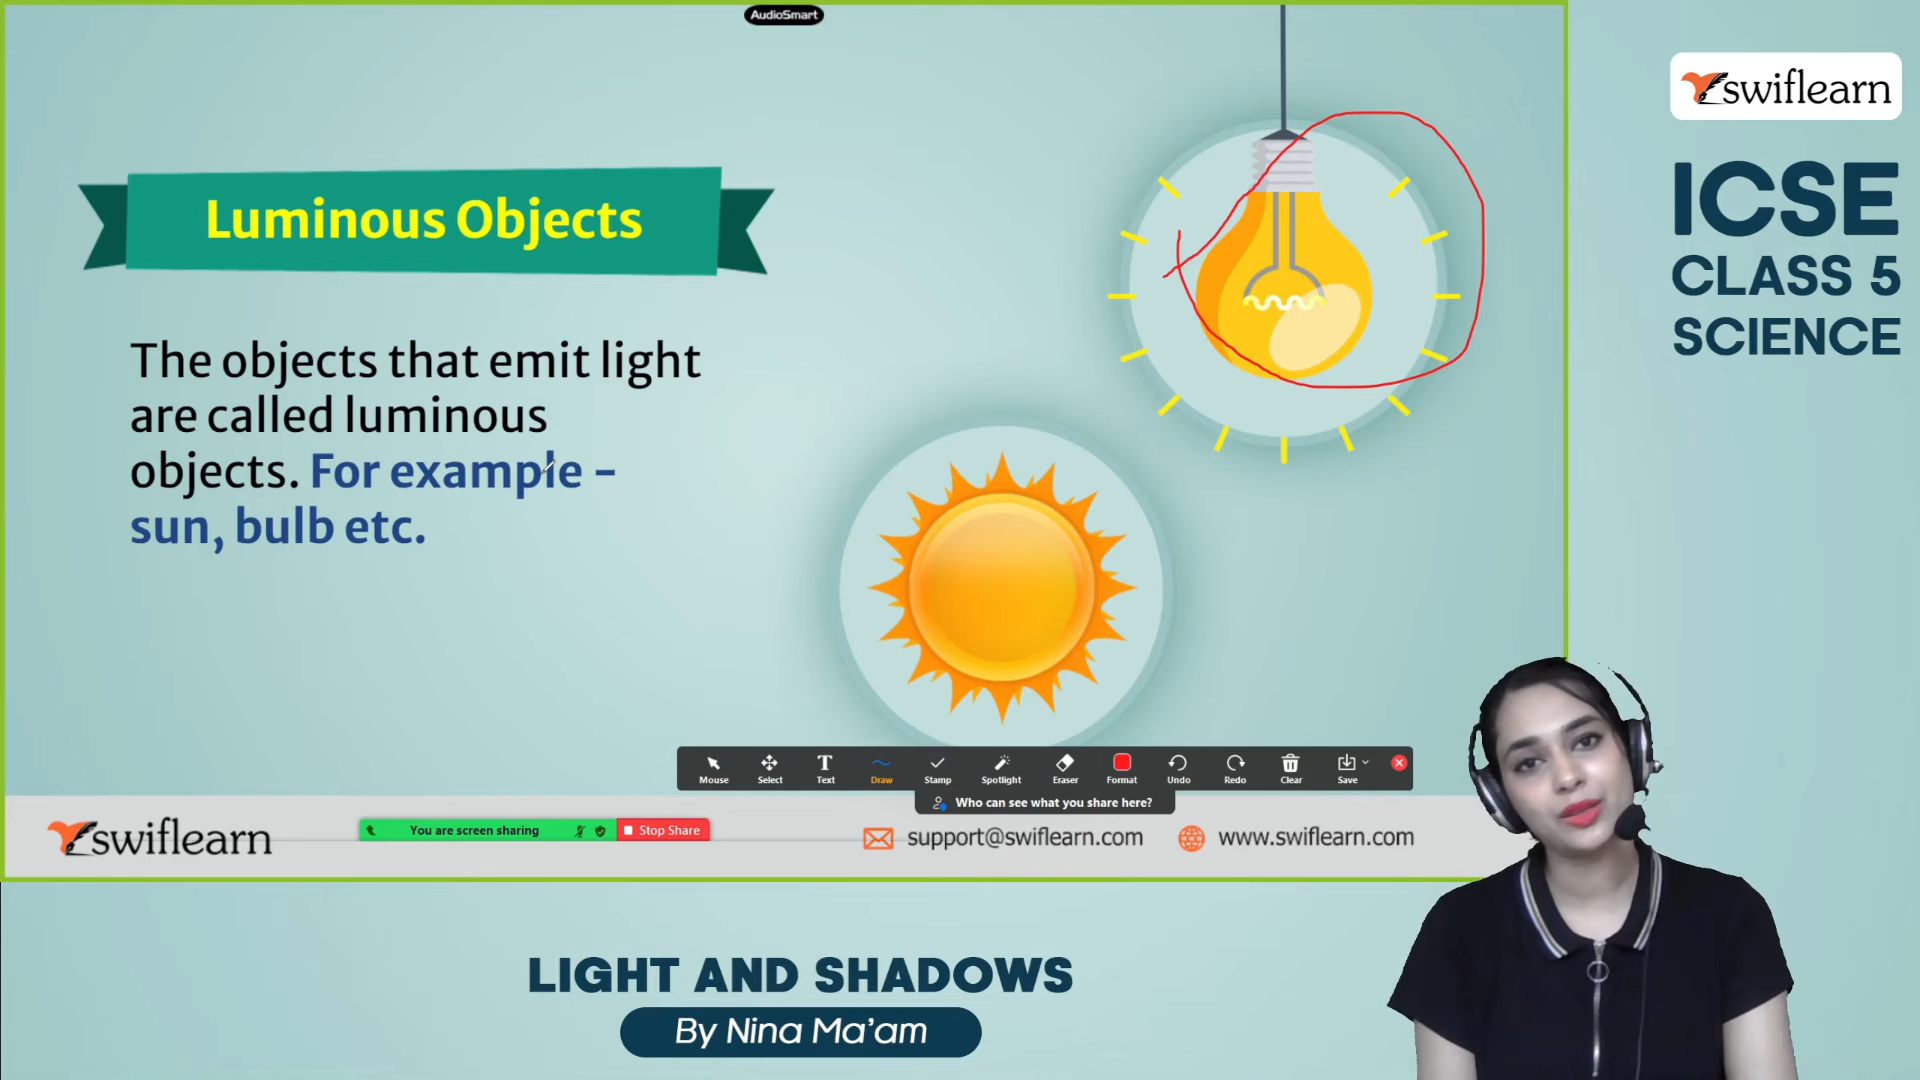 AudioSmart
swiflearn
ICSE
CLASS 5
SCIENCE
Luminous Objects
The objects that emit light
are called luminous
objects. For example -
sun, bulb etc.
Mouse
Select
Text
Draw
Stamp
Spotlight
Eraser
Format
Undo
Redo
Clear
Save
Who can see what you share here?
swiflearn
You are screen sharing
Stop Share
support@swiflearn.com
www.swiflearn.com
LIGHT AND SHADOWS
By Nina Ma'am